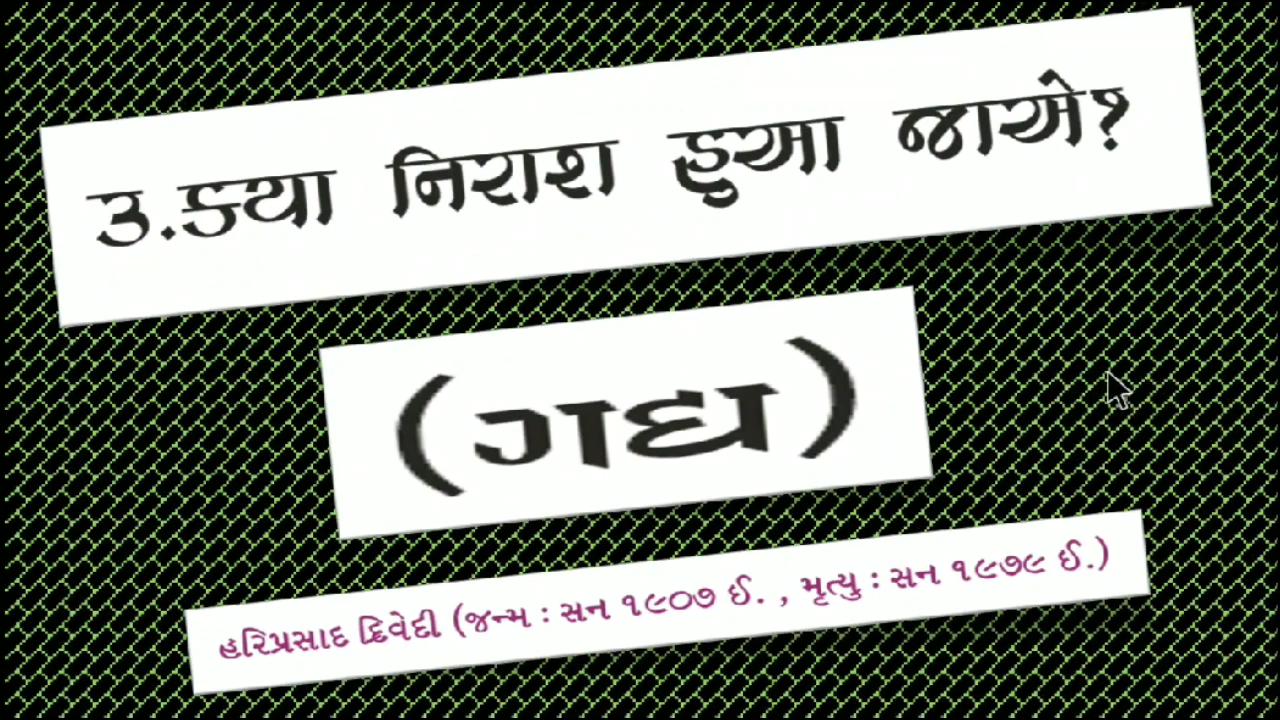 ૩.ક્યા નિરાશ હુઆ જાએ?
(ગદ્ય)
હરિપ્રસાદ દ્વિવેદી (જન્મ : સન ૧૯૦૭ ઈ. , મૃત્યુ : સન ૧૯૭૯ ઈ.)